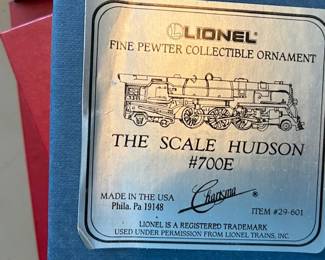 LIONEL®
FINE PEWTER COLLECTIBLE ORNAMENT
THE SCALE HUDSON
#700E
MADE IN THE USA
Phila. Pa 19148
Charisma®
ITEM #29-601
LIONEL IS A REGISTERED TRADEMARK
USED UNDER PERMISSION FROM LIONEL TRAINS, INC.